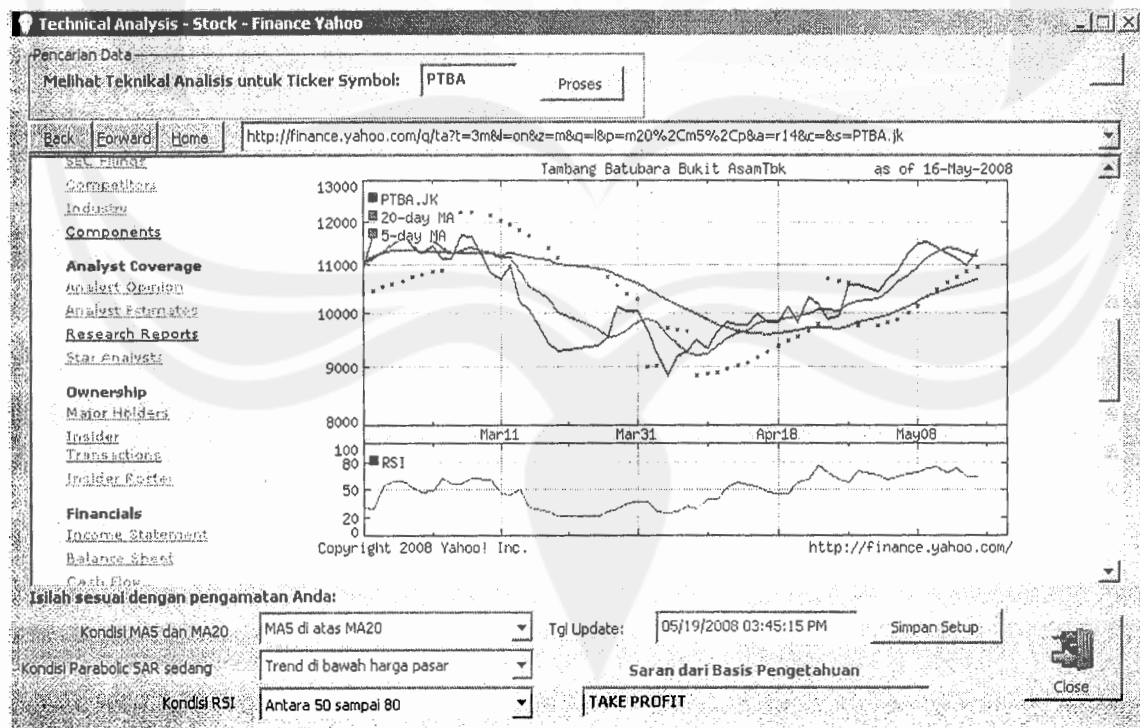 Technical Analysis - Stock - Finance Yahoo
Pencarian Data
Melihat Teknikal Analisis untuk Ticker Symbol: PTBA Proses
Back Forward Home http://finance.yahoo.com/q/ta?t=3m&l=on&z=m&q=l&p=m20%2Cm5%2Cp&a=r14&c=&s=PTBA.jk
SEC Filings
Competitors
Industry
Components
Analyst Coverage
Analyst Opinion
Analyst Estimates
Research Reports
Star Analysts
Ownership
Major Holders
Insider
Transactions
Insider Roster
Financials
Income Statement
Balance Sheet
Cash Flow
Tambang Batubara Bukit AsamTbk as of 16-May-2008
13000
12000
11000
10000
9000
8000
PTBA.JK
20-day MA
5-day MA
Mar11 Mar31 Apr18 May08
100
80
50
20
0
RSI
Copyright 2008 Yahoo! Inc. http://finance.yahoo.com/
Isilah sesuai dengan pengamatan Anda:
Kondisi MA5 dan MA20 MA5 di atas MA20 Tgl Update: 05/19/2008 03:45:15 PM Simpan Setup
Kondisi Parabolic SAR sedang Trend di bawah harga pasar Saran dari Basis Pengetahuan
Kondisi RSI Antara 50 sampai 80 TAKE PROFIT
Close